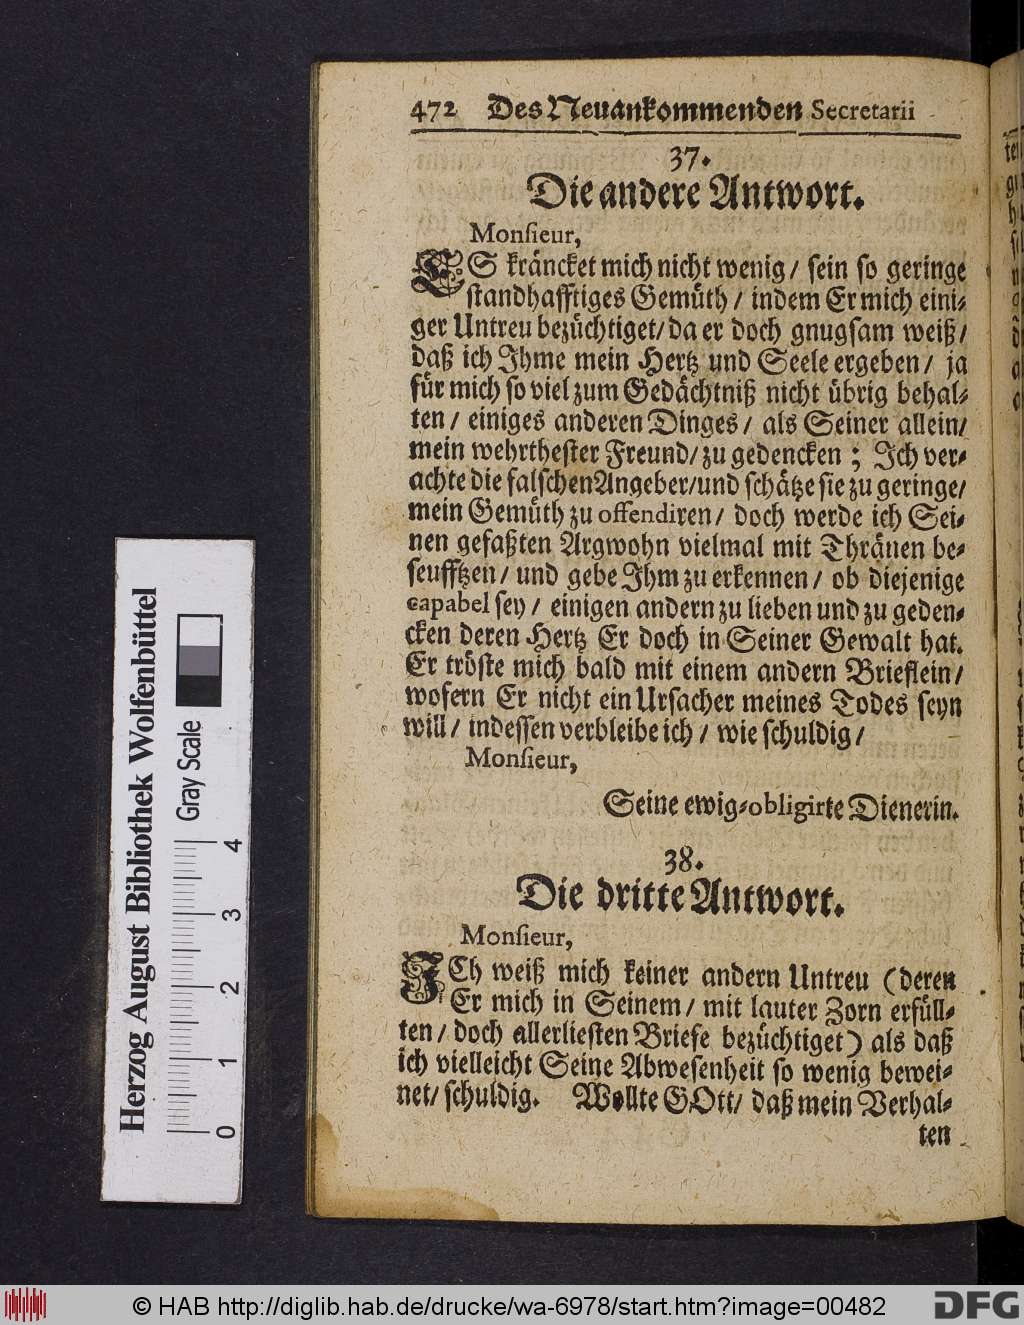 472 Des Neuankommenden Secretarii
37.
Die andere Antwort.
Monſieur,
ES kräncket mich nicht wenig / ſein ſo geringe
ſtandhafftiges Gemüth / indem Er mich eini-
ger Untreu bezüchtiget / da er doch gnugſam weiß /
daß ich Ihme mein Hertz und Seele ergeben / ja
für mich ſo viel zum Gedächtniß nicht übrig behal-
ten / einiges anderen Dinges / als Seiner allein /
mein wehrtheſter Freund / zu gedencken ; Ich ver-
achte die falſchen Angeber / und ſchätze ſie zu geringe /
mein Gemüth zu offendiren / doch werde ich Sei-
nen gefaßten Argwohn vielmal mit Thränen be-
ſeufftzen / und gebe Ihm zu erkennen / ob diejenige
capabel ſey / einigen andern zu lieben und zu geden-
cken deren Hertz Er doch in Seiner Gewalt hat.
Er tröſte mich bald mit einem andern Brieflein /
wofern Er nicht ein Urſacher meines Todes ſeyn
will / indeſſen verbleibe ich / wie ſchuldig /
Monſieur,
Seine ewig-obligirte Dienerin.
38.
Die dritte Antwort.
Monſieur,
ICh weiß mich keiner andern Untreu (deren
Er mich in Seinem / mit lauter Zorn erfüll-
ten / doch allerlieſten Briefe bezüchtiget) als daß
ich vielleicht Seine Abweſenheit ſo wenig bewei-
net / ſchuldig. Wollte GOtt / daß mein Verhal-
ten
Herzog August Bibliothek Wolfenbüttel
Gray Scale
0 1 2 3 4
© HAB http://diglib.hab.de/drucke/wa-6978/start.htm?image=00482
DFG